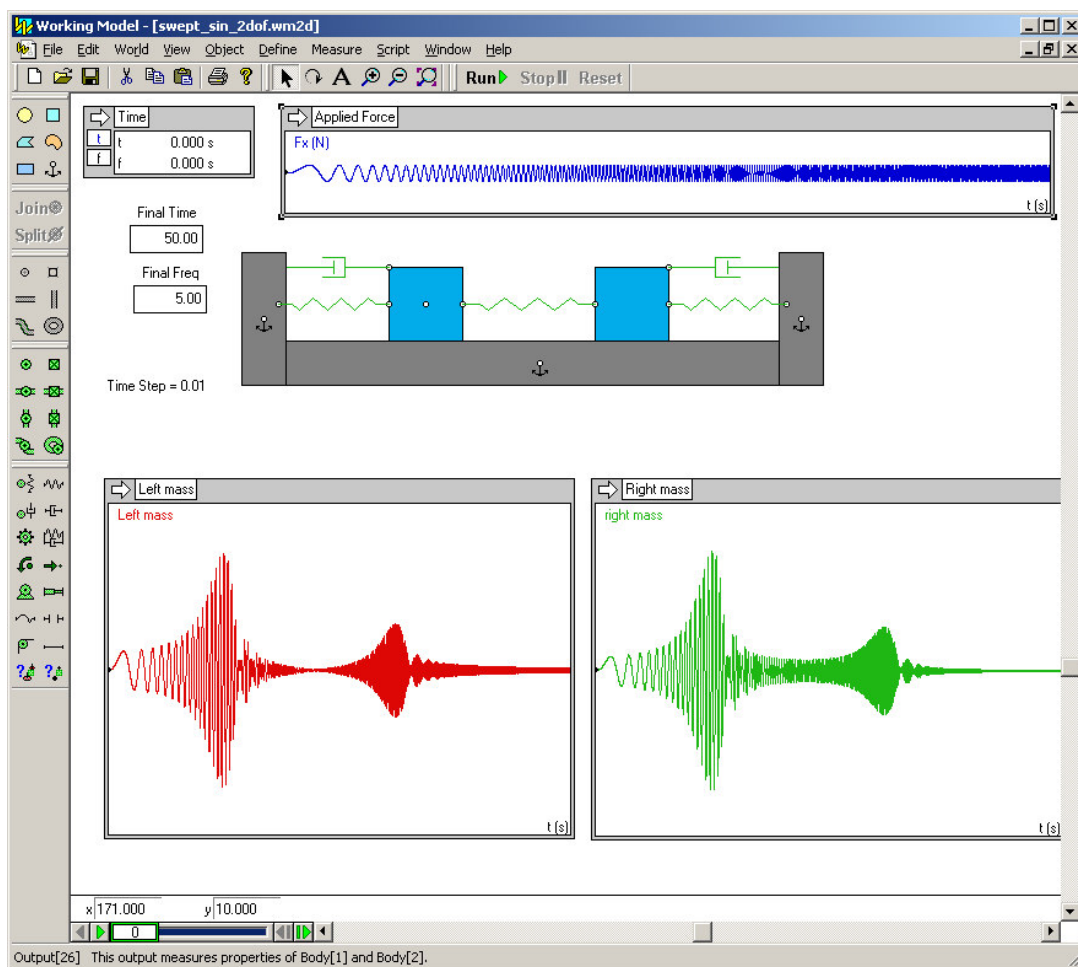 Working Model - [swept_sin_2dof.wm2d]
File Edit World View Object Define Measure Script Window Help
A Run Stop Reset
Time
t t 0.000 s
f f 0.000 s
Applied Force
Fx (N)
t (s)
Join
Split
Final Time
50.00
Final Freq
5.00
Time Step = 0.01
Left mass
Left mass
t (s)
Right mass
right mass
t (s)
x 171.000 y 10.000
0
Output[26] This output measures properties of Body[1] and Body[2].